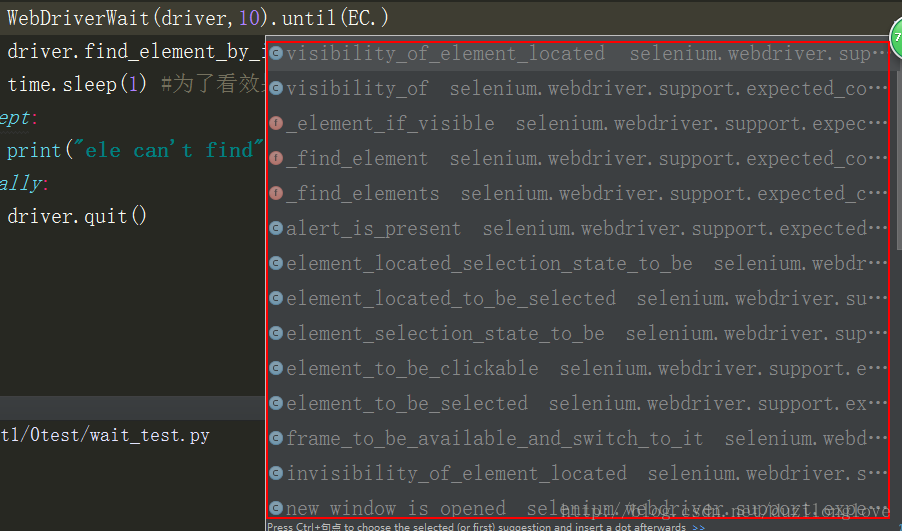 WebDriverWait(driver,10).until(EC.)
driver.find_element_by_
time.sleep(1) #为了看效
ept:
print("ele can't find"
ally:
driver.quit()
visibility_of_element_located selenium.webdriver.sup…
visibility_of selenium.webdriver.support.expected_co…
_element_if_visible selenium.webdriver.support.expec…
_find_element selenium.webdriver.support.expected_co…
_find_elements selenium.webdriver.support.expected_c…
alert_is_present selenium.webdriver.support.expected…
element_located_selection_state_to_be selenium.webdr…
element_located_to_be_selected selenium.webdriver.su…
element_selection_state_to_be selenium.webdriver.sup…
element_to_be_clickable selenium.webdriver.support.e…
element_to_be_selected selenium.webdriver.support.ex…
frame_to_be_available_and_switch_to_it selenium.webd…
invisibility_of_element_located selenium.webdriver.s…
new_window_is_opened selenium.webdriver.support.expe…
Press Ctrl+句点 to choose the selected (or first) suggestion and insert a dot afterwards >>
tl/Otest/wait_test.py
7